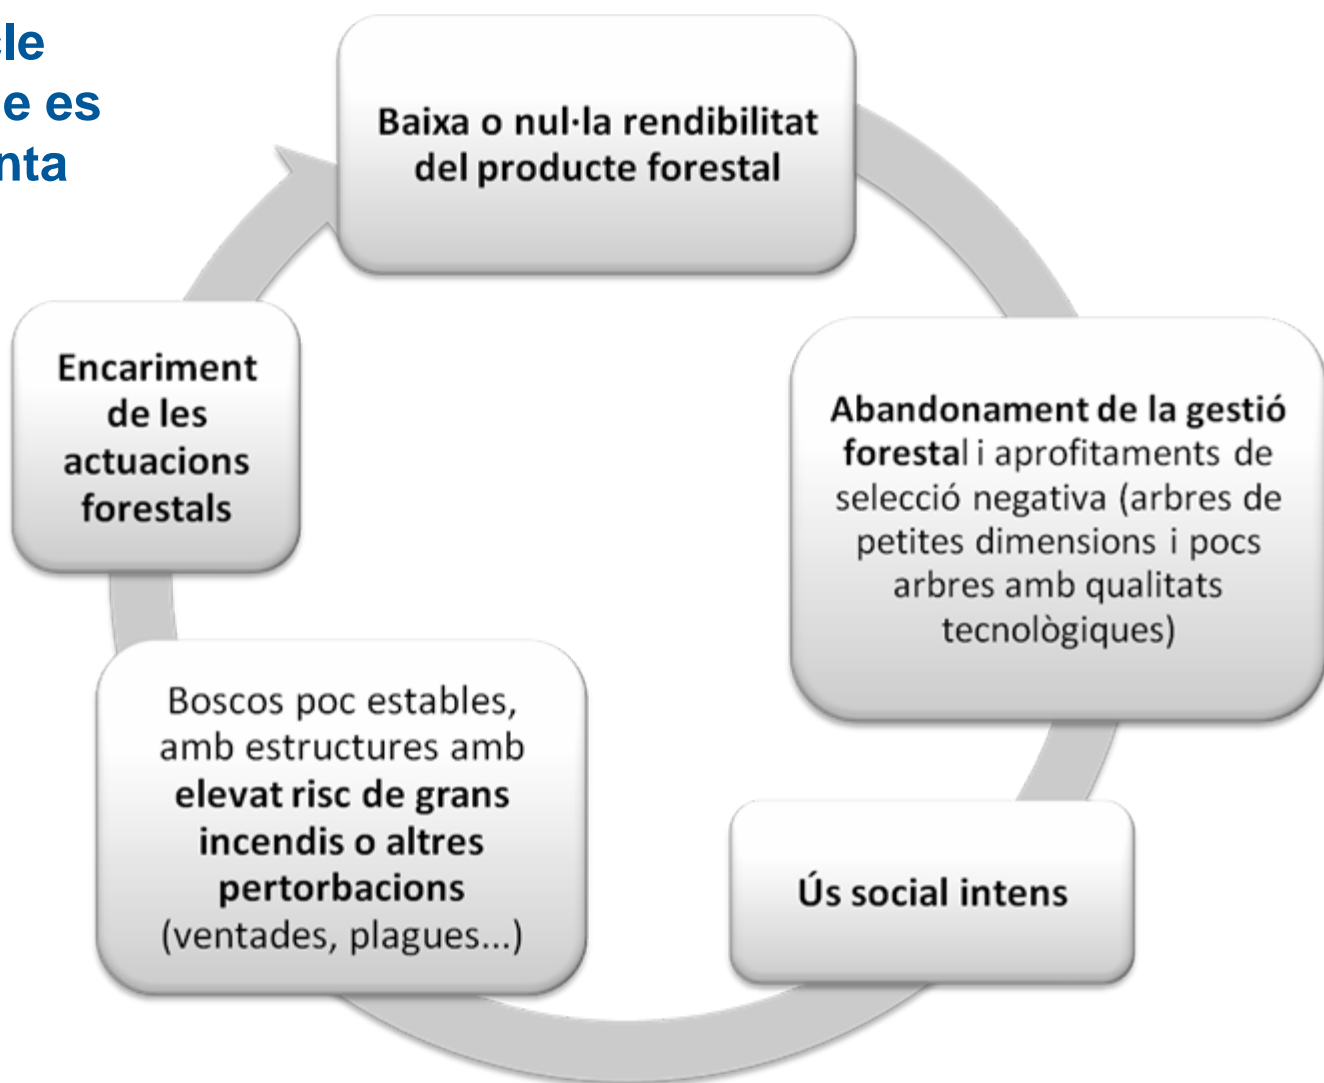 cle
e es
nta
Baixa o nul·la rendibilitat
del producte forestal
Abandonament de la gestió
forestal i aprofitaments de
selecció negativa (arbres de
petites dimensions i pocs
arbres amb qualitats
tecnològiques)
Ús social intens
Boscos poc estables,
amb estructures amb
elevat risc de grans
incendis o altres
pertorbacions
(ventades, plagues...)
Encariment
de les
actuacions
forestals